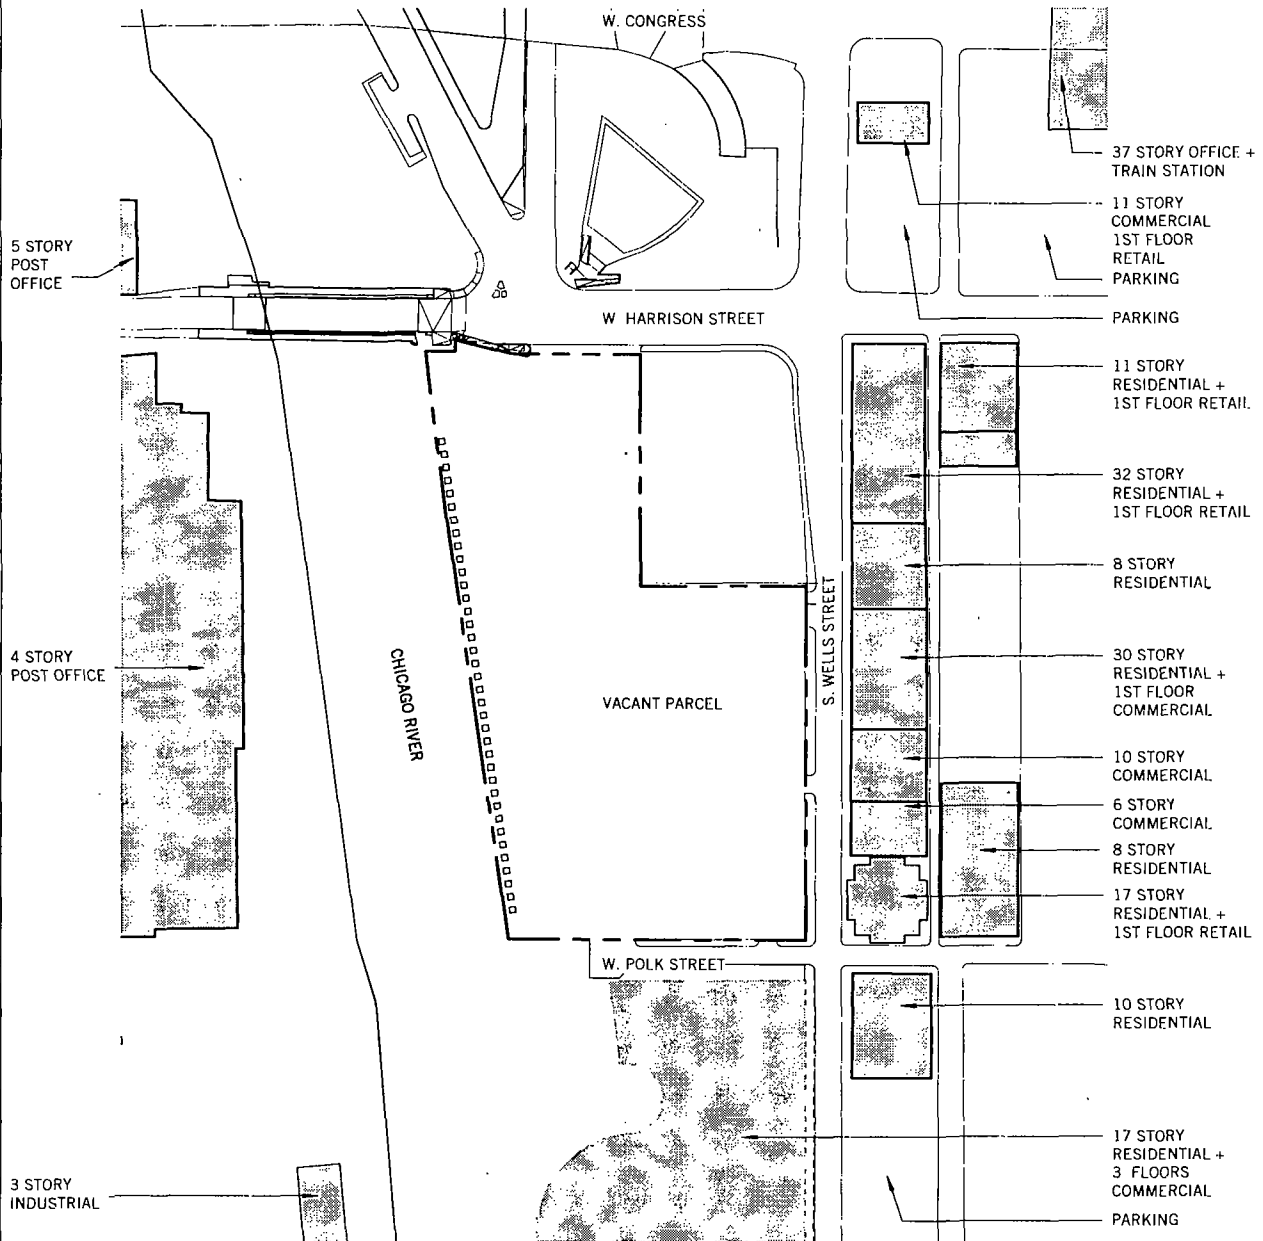 W. CONGRESS
37 STORY OFFICE +
TRAIN STATION
11 STORY
COMMERCIAL
1ST FLOOR
RETAIL
PARKING
PARKING
5 STORY
POST
OFFICE
W HARRISON STREET
11 STORY
RESIDENTIAL +
1ST FLOOR RETAIL
32 STORY
RESIDENTIAL +
1ST FLOOR RETAIL
8 STORY
RESIDENTIAL
S. WELLS STREET
4 STORY
POST OFFICE
CHICAGO RIVER
VACANT PARCEL
30 STORY
RESIDENTIAL +
1ST FLOOR
COMMERCIAL
10 STORY
COMMERCIAL
6 STORY
COMMERCIAL
8 STORY
RESIDENTIAL
17 STORY
RESIDENTIAL +
1ST FLOOR RETAIL
W. POLK STREET
10 STORY
RESIDENTIAL
17 STORY
RESIDENTIAL +
3 FLOORS
COMMERCIAL
PARKING
3 STORY
INDUSTRIAL